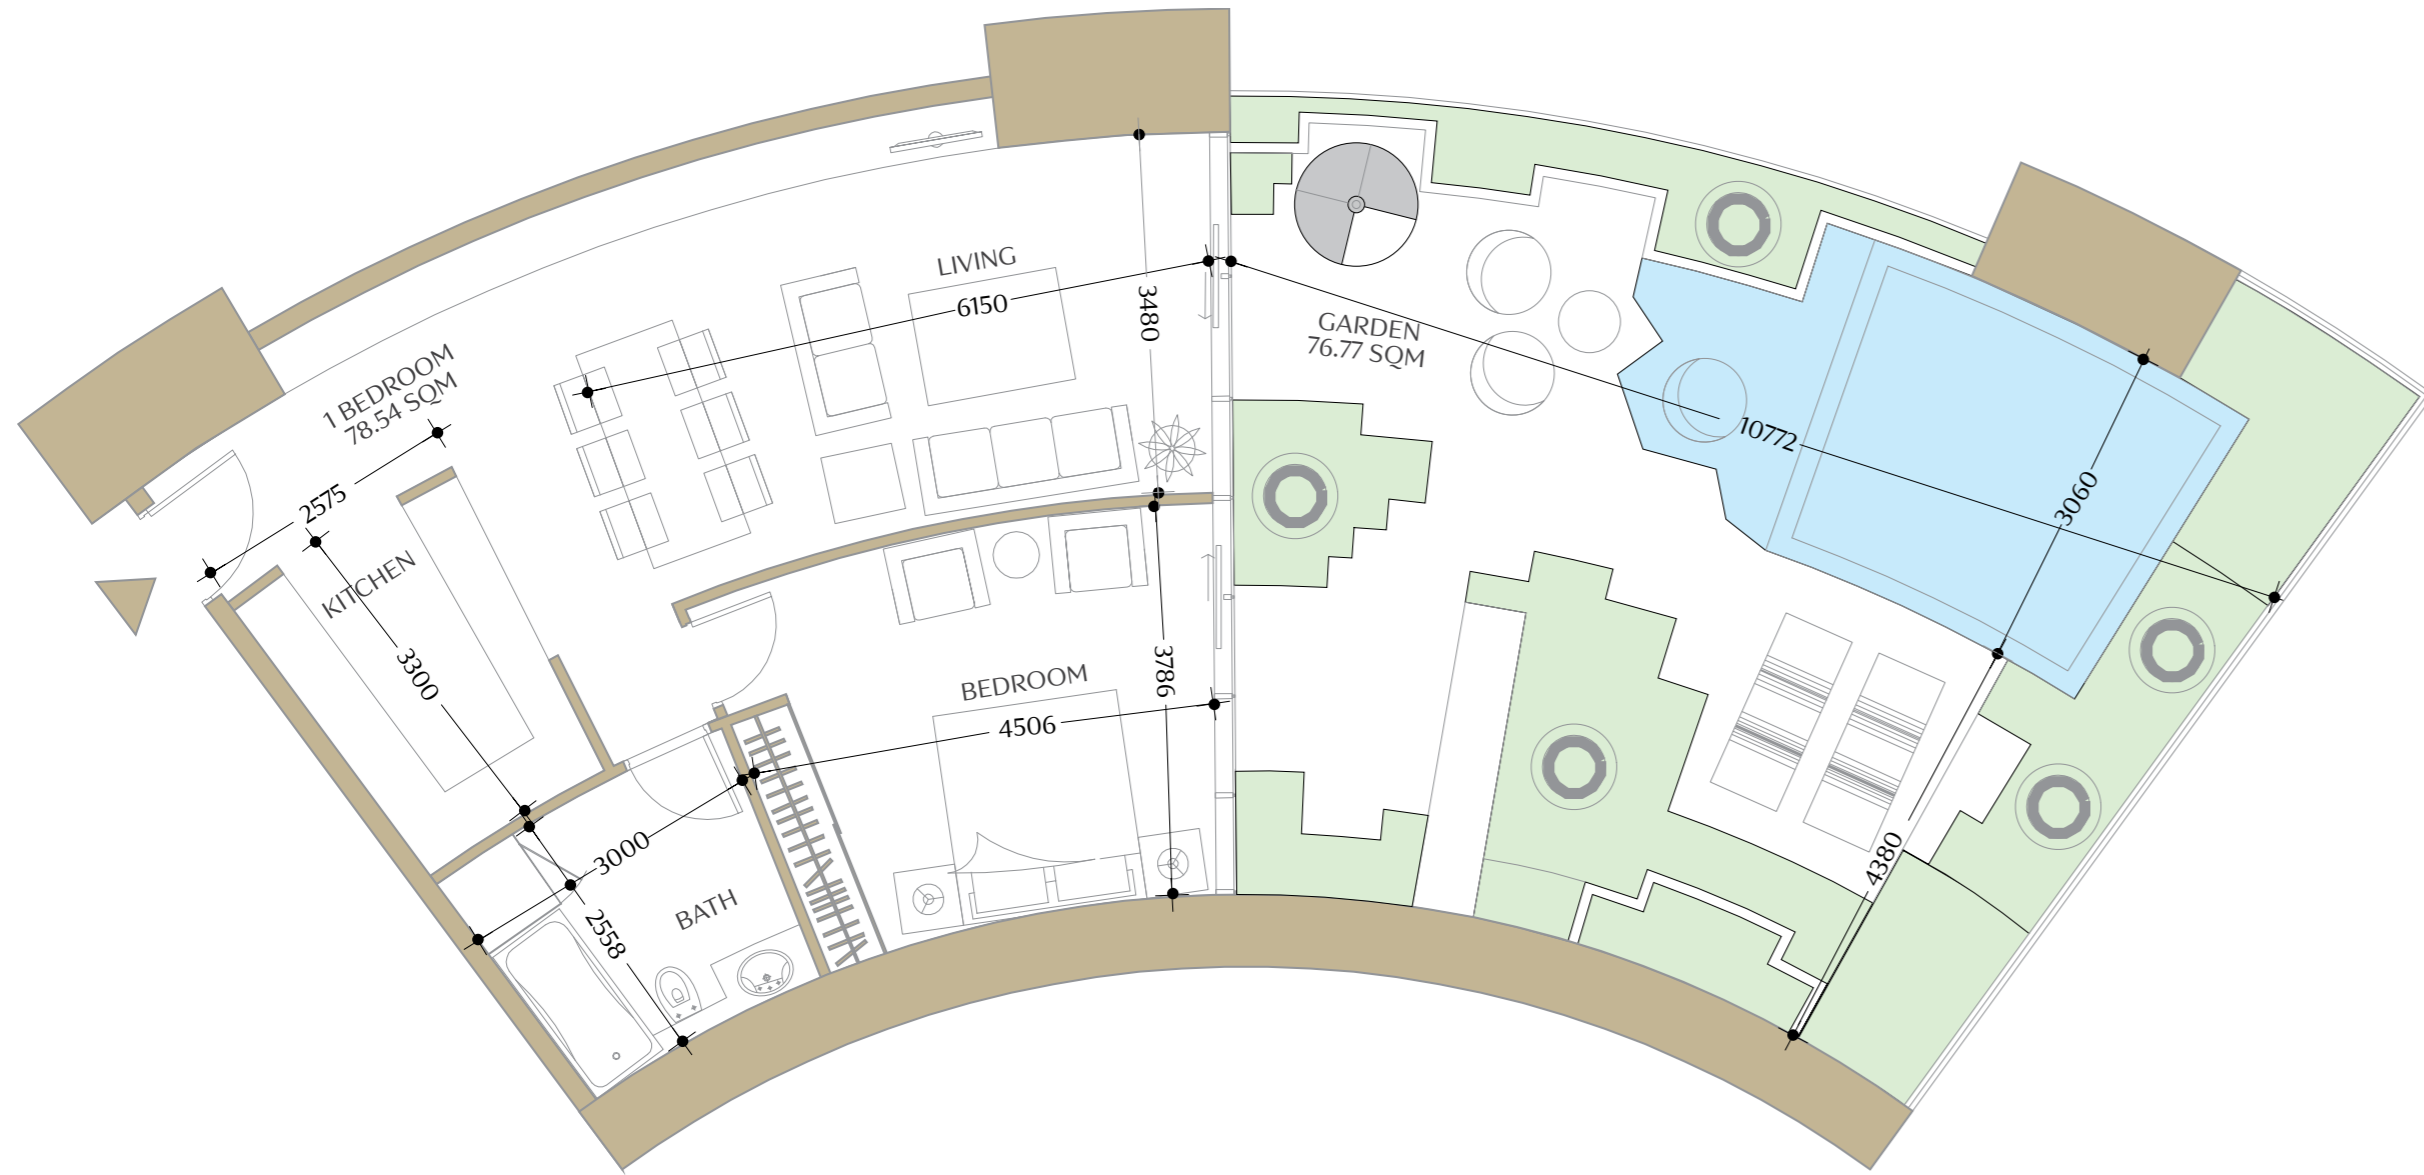 LIVING
6150
3480
1 BEDROOM
78.54 SQM
2575
KITCHEN
3300
BEDROOM
4506
3786
3000
BATH
2558
GARDEN
76.77 SQM
10772
3060
4380